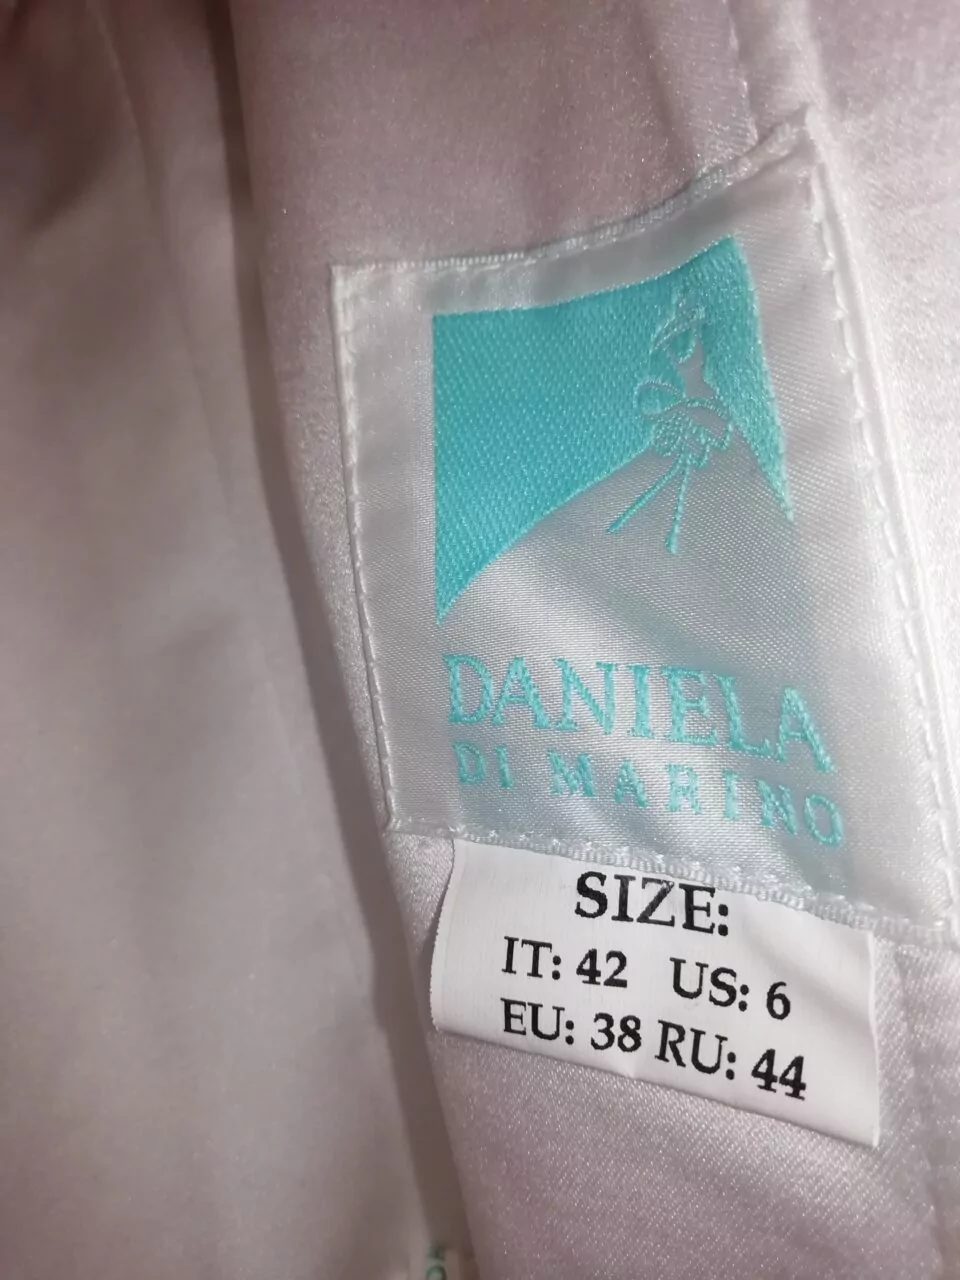 DANIELA
DI MARINO
SIZE:
IT: 42 US: 6
EU: 38 RU: 44